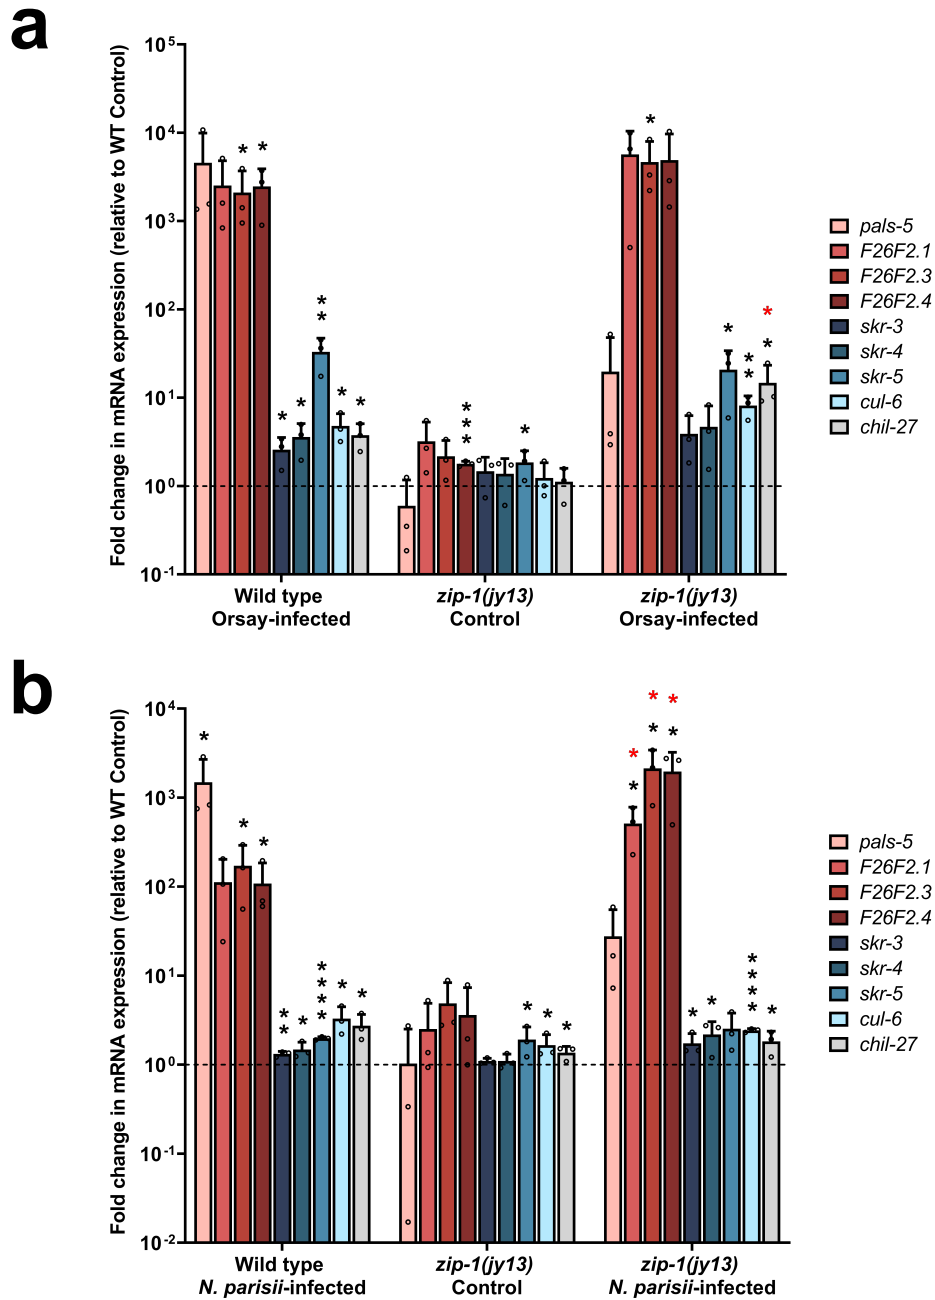 a
Fold change in mRNA expression (relative to WT Control)
10^5
10^4
10^3
10^2
10^1
10^0
10^-1
Wild type
Orsay-infected
zip-1(jy13)
Control
zip-1(jy13)
Orsay-infected
pals-5
F26F2.1
F26F2.3
F26F2.4
skr-3
skr-4
skr-5
cul-6
chil-27
b
Fold change in mRNA expression (relative to WT Control)
10^4
10^3
10^2
10^1
10^0
10^-1
10^-2
Wild type
N. parisii-infected
zip-1(jy13)
Control
zip-1(jy13)
N. parisii-infected
pals-5
F26F2.1
F26F2.3
F26F2.4
skr-3
skr-4
skr-5
cul-6
chil-27